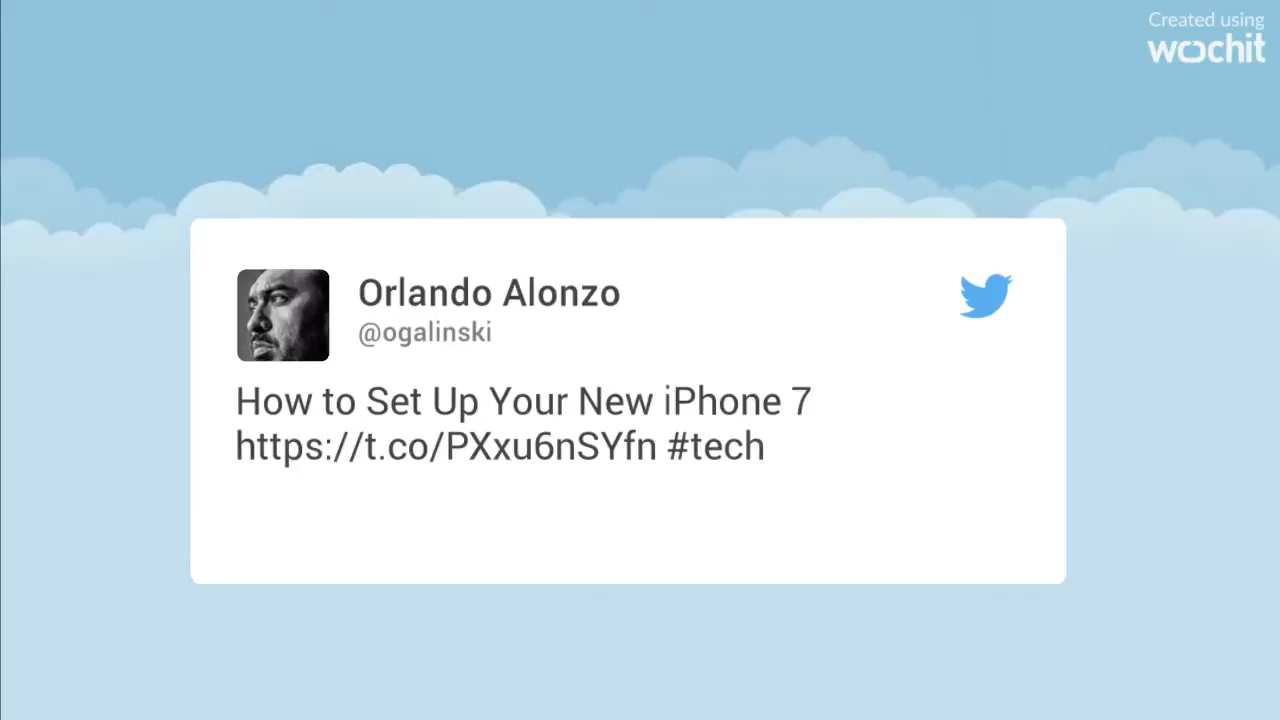 Created using
wochit
Orlando Alonzo
@ogalinski
How to Set Up Your New iPhone 7
https://t.co/PXxu6nSYfn #tech